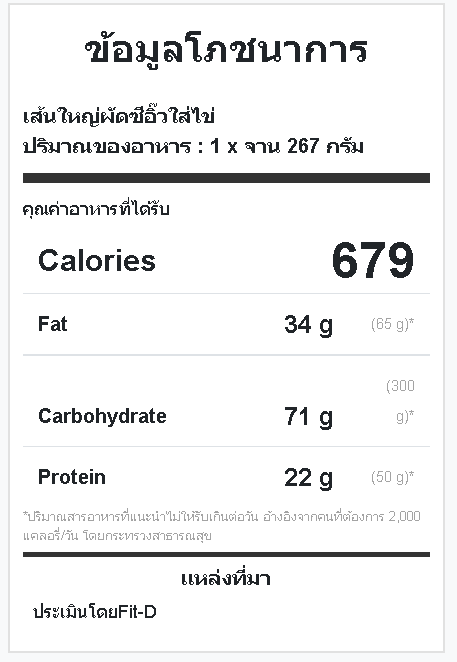 ข้อมูลโภชนาการ
เส้นใหญ่ผัดซีอิ๊วใส่ไข่
ปริมาณของอาหาร : 1 x จาน 267 กรัม
คุณค่าอาหารที่ได้รับ
Calories 679
Fat 34 g (65 g)*
Carbohydrate 71 g (300 g)*
Protein 22 g (50 g)*
*ปริมาณสารอาหารที่แนะนำไม่ให้รับเกินต่อวัน อ้างอิงจากคนที่ต้องการ 2,000
แคลอรี่/วัน โดยกระทรวงสาธารณสุข
แหล่งที่มา
ประเมินโดยFit-D